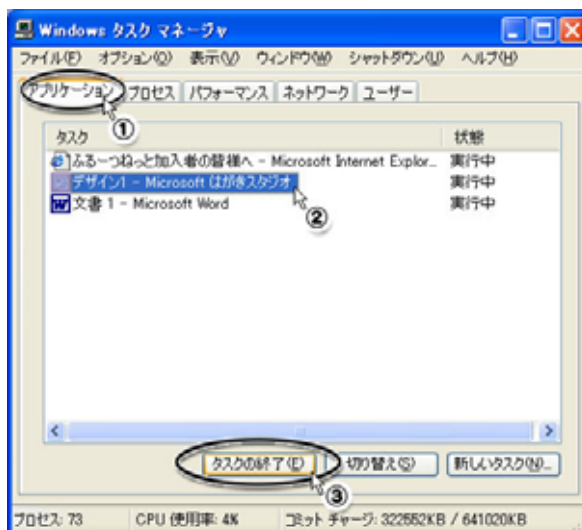 Windows タスク マネージャ
ファイル(F) オプション(O) 表示(V) ウィンドウ(W) シャットダウン(U) ヘルプ(H)
アプリケーション プロセス パフォーマンス ネットワーク ユーザー
①
タスク 状態
ふる~つねっと加入者の皆様へ - Microsoft Internet Explor... 実行中
デザイン1 - Microsoft はがきスタジオ 実行中
文書 1 - Microsoft Word 実行中
②
タスクの終了(E) 切り替え(S) 新しいタスク(N)...
③
プロセス: 73 CPU 使用率: 4% コミット チャージ: 322552KB / 641020KB